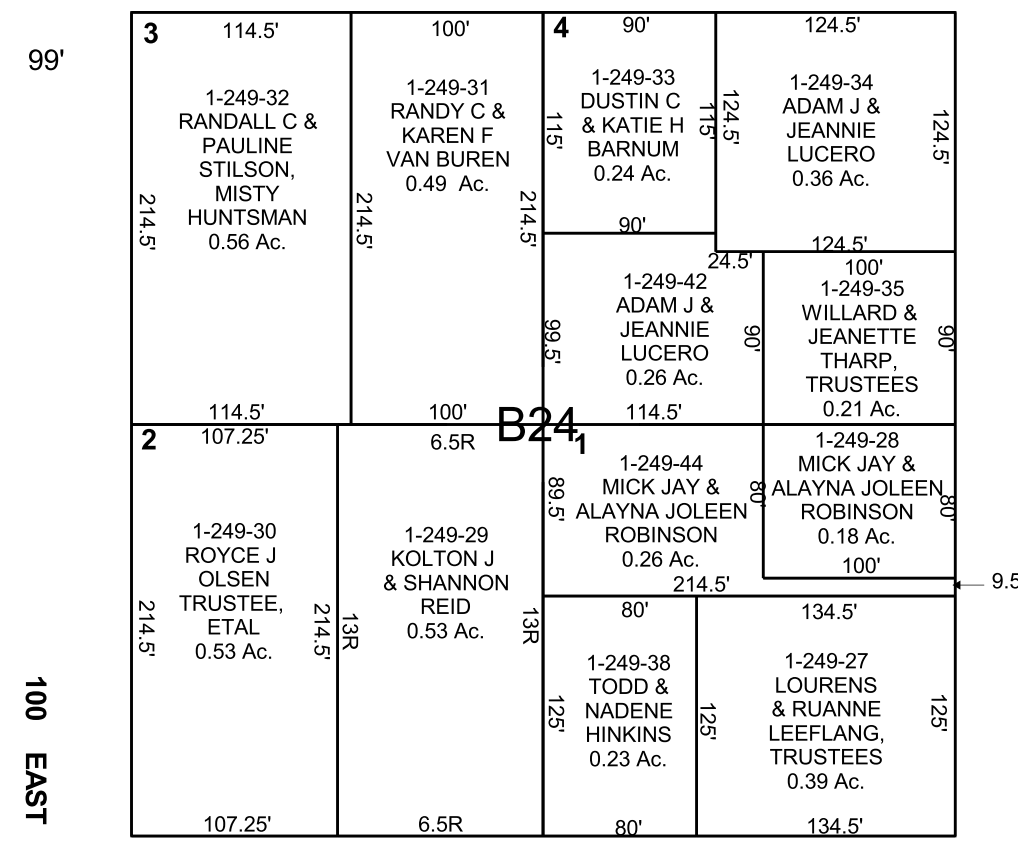 99'
3
114.5'
1-249-32
RANDALL C &
PAULINE
STILSON,
MISTY
HUNTSMAN
0.56 Ac.
214.5'
114.5'
100'
1-249-31
RANDY C &
KAREN F
VAN BUREN
0.49 Ac.
214.5'
214.5'
100'
4
90'
1-249-33
DUSTIN C
& KATIE H
BARNUM
0.24 Ac.
115'
115'
90'
124.5'
1-249-34
ADAM J &
JEANNIE
LUCERO
0.36 Ac.
124.5'
124.5'
124.5'
24.5'
1-249-42
ADAM J &
JEANNIE
LUCERO
0.26 Ac.
99.5'
90'
114.5'
100'
1-249-35
WILLARD &
JEANETTE
THARP,
TRUSTEES
0.21 Ac.
90'
B24
2
107.25'
1-249-30
ROYCE J
OLSEN
TRUSTEE,
ETAL
0.53 Ac.
214.5'
214.5'
107.25'
6.5R
1-249-29
KOLTON J
& SHANNON
REID
0.53 Ac.
13R
13R
6.5R
1
1-249-44
MICK JAY &
ALAYNA JOLEEN
ROBINSON
0.26 Ac.
89.5'
80'
214.5'
1-249-28
MICK JAY &
ALAYNA JOLEEN
ROBINSON
0.18 Ac.
80'
100'
9.5
80'
1-249-38
TODD &
NADENE
HINKINS
0.23 Ac.
125'
125'
80'
134.5'
1-249-27
LOURENS
& RUANNE
LEEFLANG,
TRUSTEES
0.39 Ac.
125'
134.5'
100 EAST